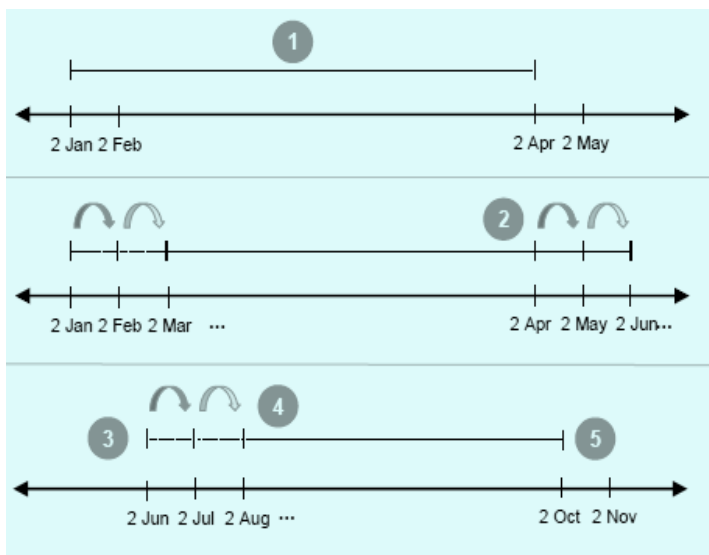 1
2 Jan 2 Feb 2 Apr 2 May
2
2 Jan 2 Feb 2 Mar ... 2 Apr 2 May 2 Jun...
4
3 5
2 Jun 2 Jul 2 Aug ... 2 Oct 2 Nov